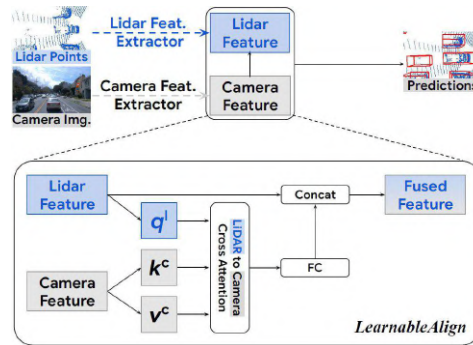 Lidar Points
Lidar Feat.
Extractor
Lidar
Feature
Camera Img.
Camera Feat.
Extractor
Camera
Feature
Predictions
Lidar
Feature
q^l
Camera
Feature
k^c
v^c
LiDAR to Camera
Cross Attention
Concat
FC
Fused
Feature
LearnableAlign